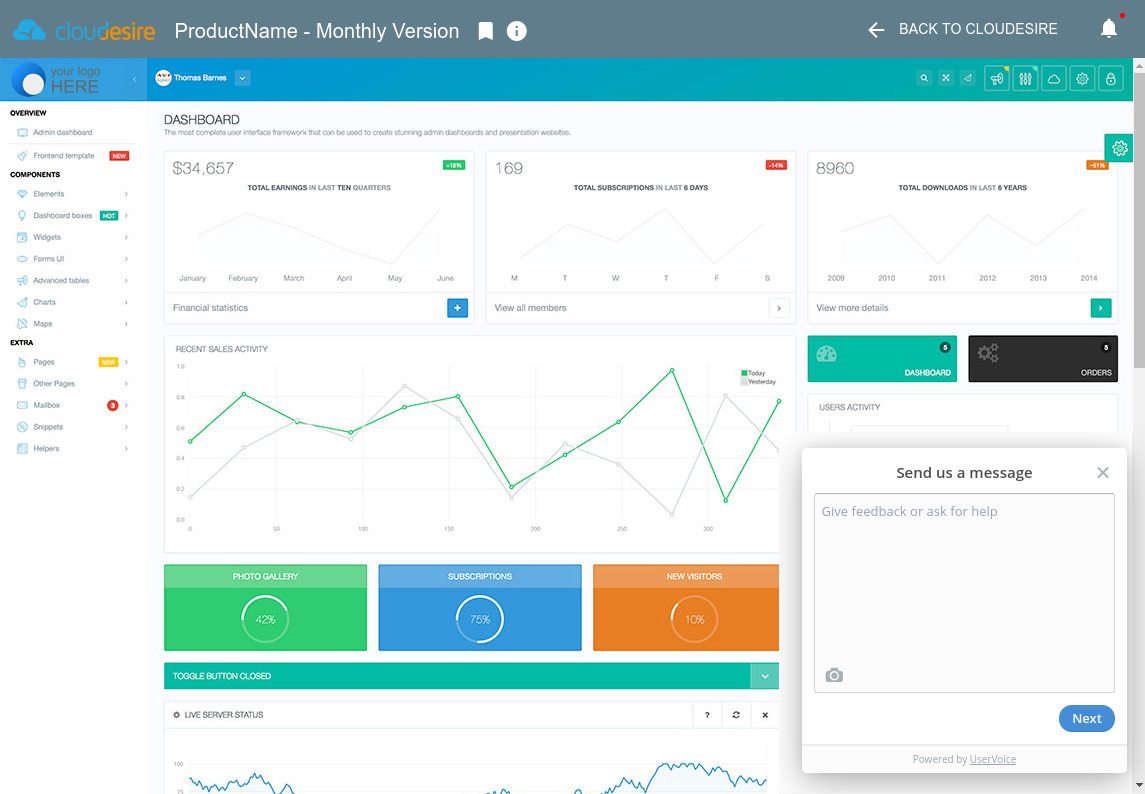 cloudesire
ProductName - Monthly Version
BACK TO CLOUDESIRE
your logo
HERE
Thomas Barnes
OVERVIEW
Admin dashboard
Frontend template NEW
COMPONENTS
Elements
Dashboard boxes HOT
Widgets
Forms UI
Advanced tables
Charts
Maps
EXTRA
Pages NEW
Other Pages
Mailbox 3
Snippets
Helpers
DASHBOARD
The most complete user interface framework that can be used to create stunning admin dashboards and presentation websites.
$34,657 +18%
TOTAL EARNINGS IN LAST TEN QUARTERS
January February March April May June
Financial statistics
169 -14%
TOTAL SUBSCRIPTIONS IN LAST 6 DAYS
M T W T F S
View all members
8960 -51%
TOTAL DOWNLOADS IN LAST 6 YEARS
2009 2010 2011 2012 2013 2014
View more details
RECENT SALES ACTIVITY
Today
Yesterday
1.0
0.8
0.6
0.4
0.2
0.0
0 50 100 150 200 250 300
5
DASHBOARD
5
ORDERS
USERS ACTIVITY
PHOTO GALLERY
42%
SUBSCRIPTIONS
75%
NEW VISITORS
10%
TOGGLE BUTTON CLOSED
LIVE SERVER STATUS
?
100
75
Send us a message
Give feedback or ask for help
Next
Powered by UserVoice